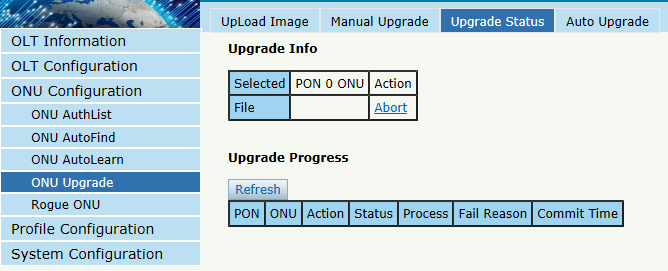 UpLoad Image Manual Upgrade Upgrade Status Auto Upgrade
OLT Information
OLT Configuration
ONU Configuration
ONU AuthList
ONU AutoFind
ONU AutoLearn
ONU Upgrade
Rogue ONU
Profile Configuration
System Configuration
Upgrade Info
Selected PON 0 ONU Action
File Abort
Upgrade Progress
Refresh
PON ONU Action Status Process Fail Reason Commit Time